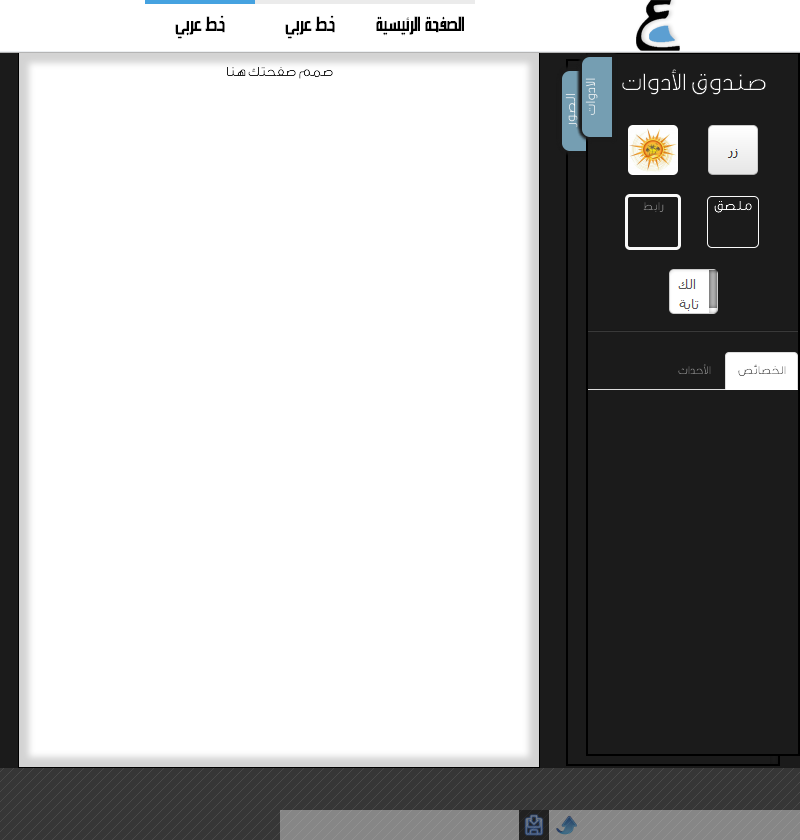 ع
الصفحة الرئيسية
خط عربي
خط عربي
صندوق الأدوات
الأدوات
الصور
زر
ملصق
رابط
الك
تابة
الخصائص
الأحداث
صمم صفحتك هنا